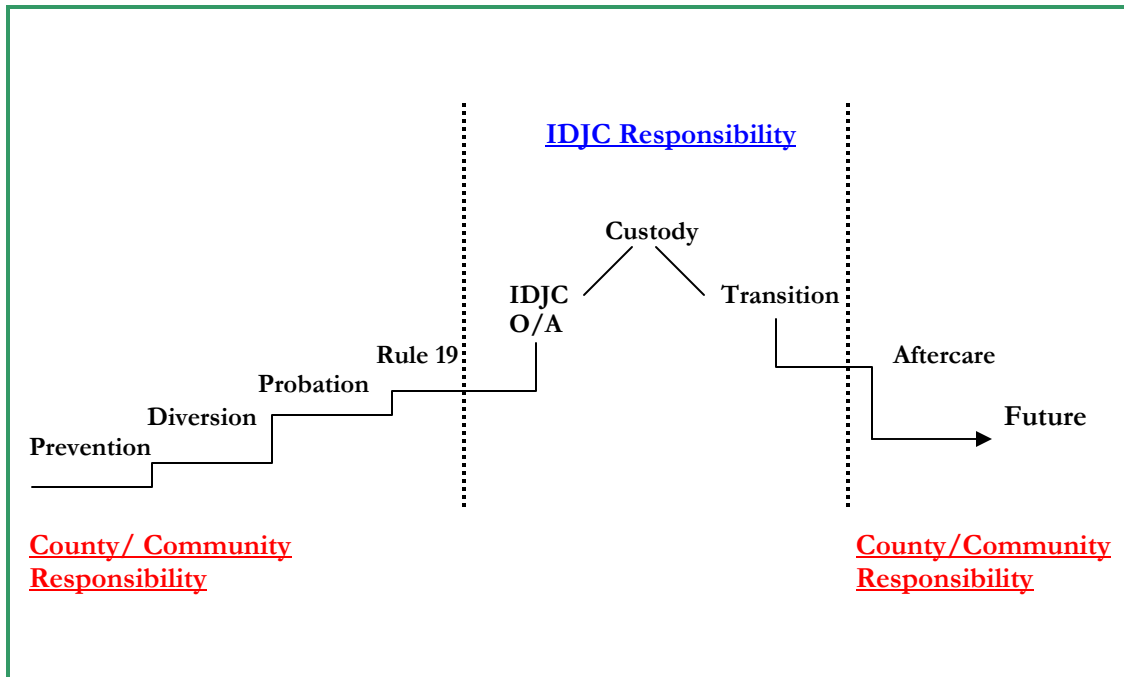 IDJC Responsibility
Custody
IDJC
O/A
Transition
Rule 19
Aftercare
Probation
Diversion
Future
Prevention
County/ Community
Responsibility
County/Community
Responsibility